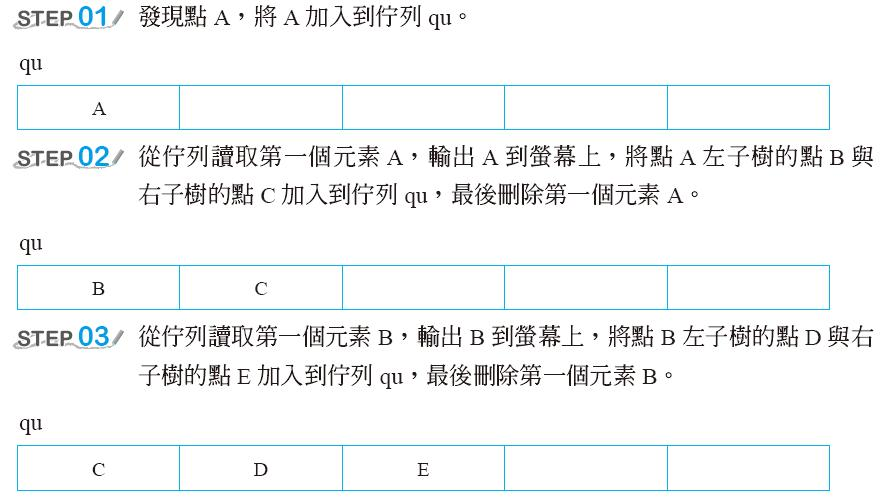 STEP 01 發現點 A，將 A 加入到佇列 qu。
qu
A
STEP 02 從佇列讀取第一個元素 A，輸出 A 到螢幕上，將點 A 左子樹的點 B 與
右子樹的點 C 加入到佇列 qu，最後刪除第一個元素 A。
qu
B C
STEP 03 從佇列讀取第一個元素 B，輸出 B 到螢幕上，將點 B 左子樹的點 D 與右
子樹的點 E 加入到佇列 qu，最後刪除第一個元素 B。
qu
C D E